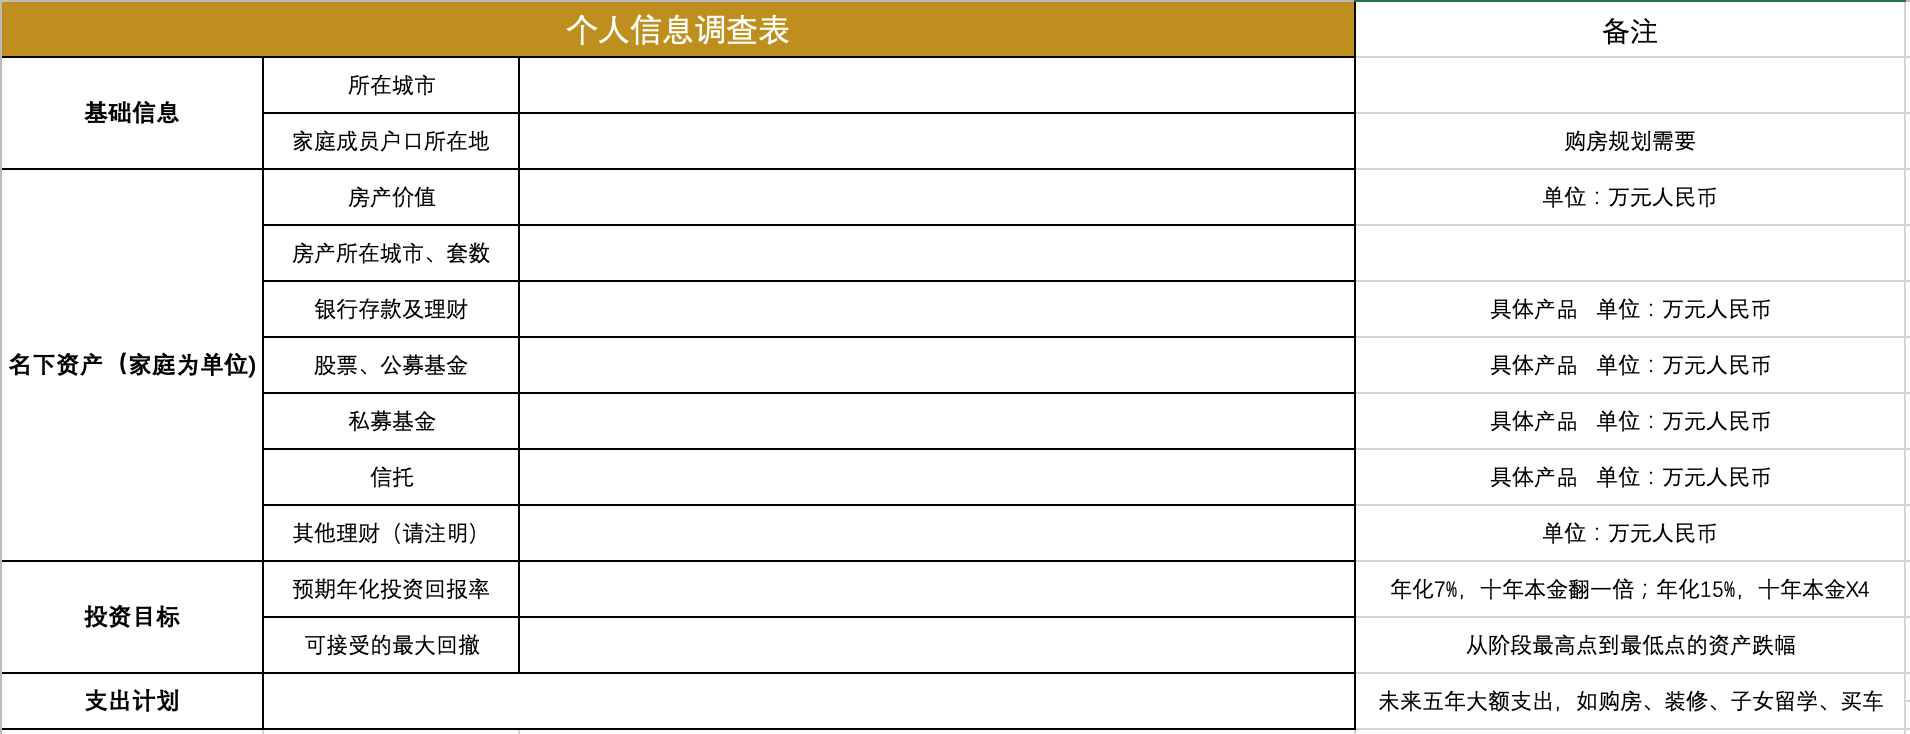 个人信息调查表 备注
基础信息 所在城市
家庭成员户口所在地 购房规划需要
名下资产（家庭为单位) 房产价值 单位：万元人民币
房产所在城市、套数
银行存款及理财 具体产品 单位：万元人民币
股票、公募基金 具体产品 单位：万元人民币
私募基金 具体产品 单位：万元人民币
信托 具体产品 单位：万元人民币
其他理财（请注明） 单位：万元人民币
投资目标 预期年化投资回报率 年化7%，十年本金翻一倍；年化15%，十年本金X4
可接受的最大回撤 从阶段最高点到最低点的资产跌幅
支出计划 未来五年大额支出，如购房、装修、子女留学、买车